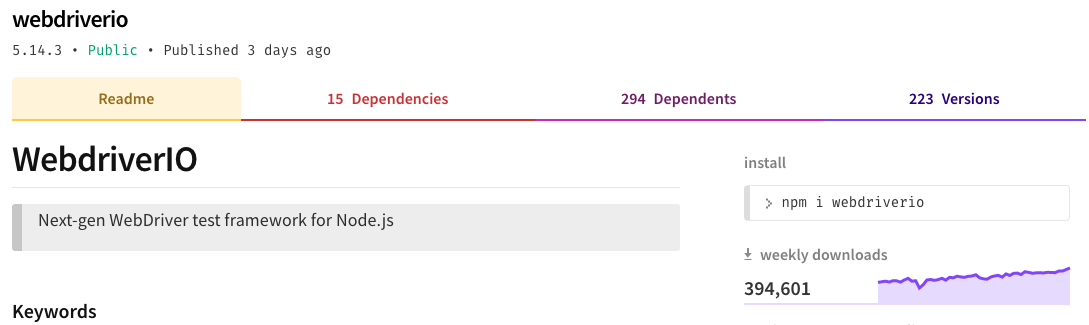 webdriverio
5.14.3 • Public • Published 3 days ago
Readme
15 Dependencies
294 Dependents
223 Versions
WebdriverIO
Next-gen WebDriver test framework for Node.js
Keywords
install
> npm i webdriverio
weekly downloads
394,601